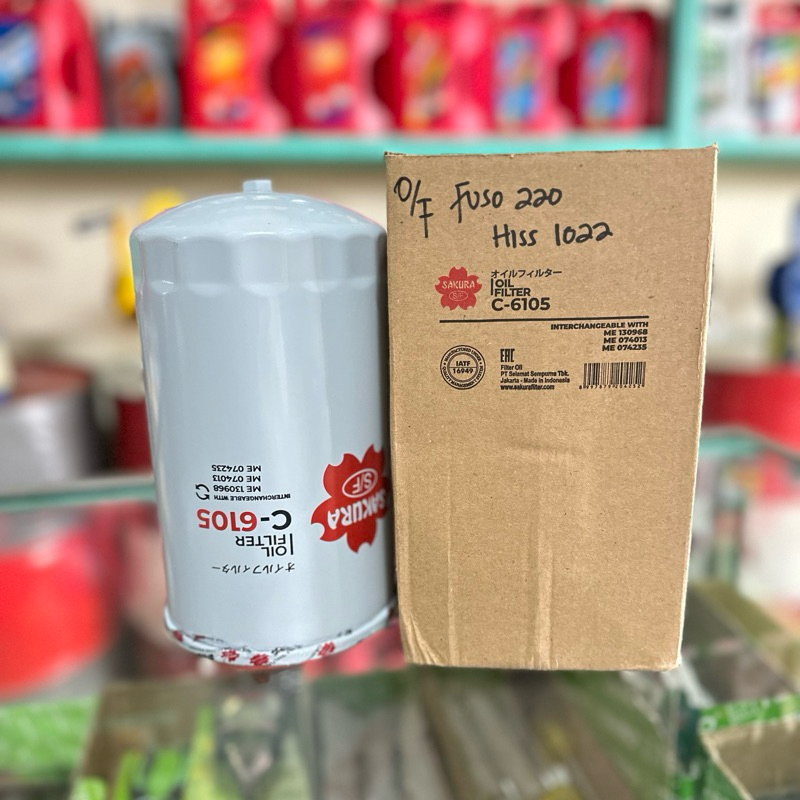 O/F Fuso 220
Hiss 1022
SAKURA
S/F
オイルフィルター
OIL
FILTER
C-6105
INTERCHANGEABLE WITH
ME 130968
ME 074013
ME 074235
MANUFACTURED UNDER
IATF
16949
EAC
Filter Oil
PT Selamat Sempurna Tbk.
Jakarta - Made in Indonesia
www.sakurafilter.com
オイルフィルター
OIL
FILTER
C-6105
INTERCHANGEABLE WITH
ME 130968
ME 074013
ME 074235
SAKURA
S/F